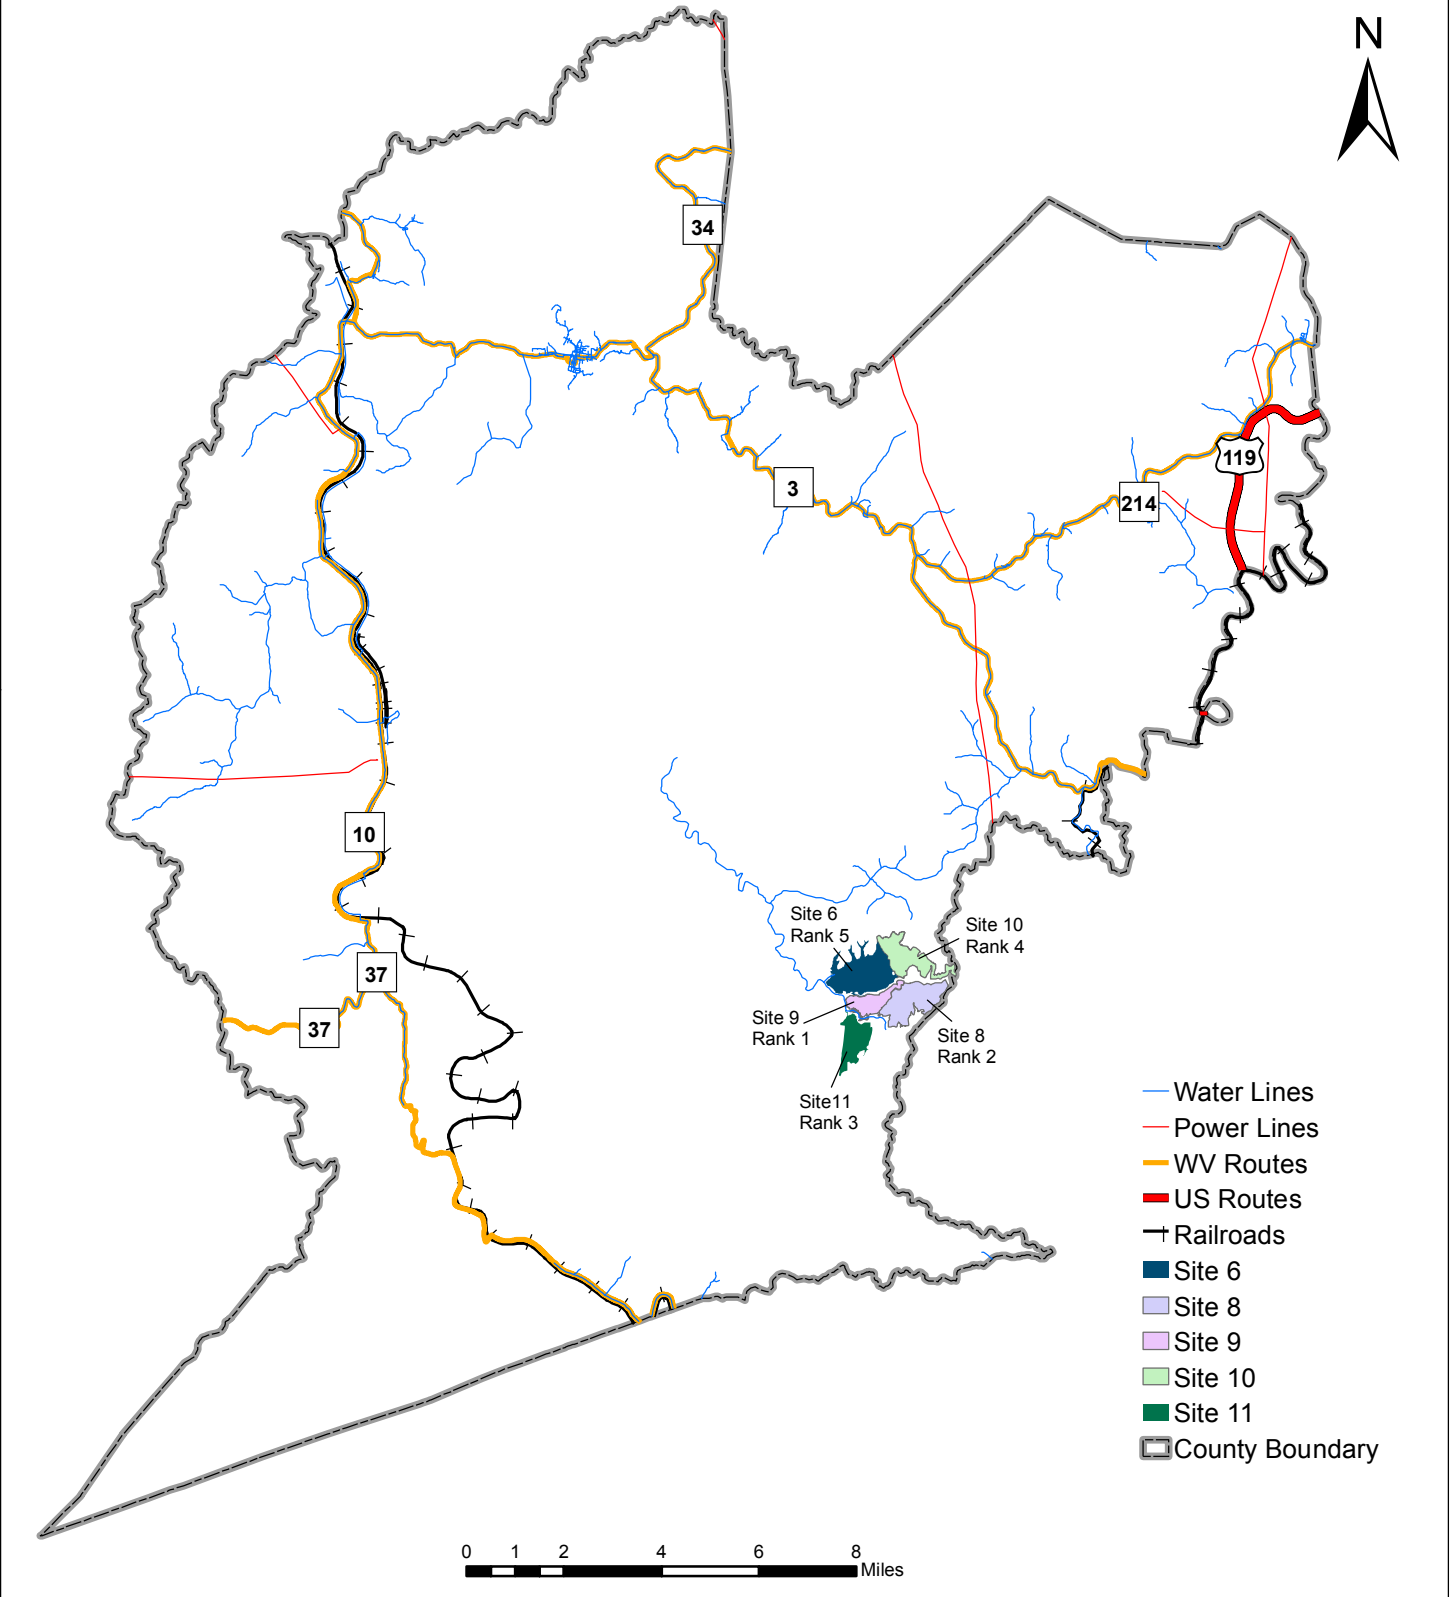 N
34
3
119
214
10
37
37
Site 6
Rank 5
Site 10
Rank 4
Site 9
Rank 1
Site 8
Rank 2
Site11
Rank 3
Water Lines
Power Lines
WV Routes
US Routes
Railroads
Site 6
Site 8
Site 9
Site 10
Site 11
County Boundary
0 1 2 4 6 8
Miles